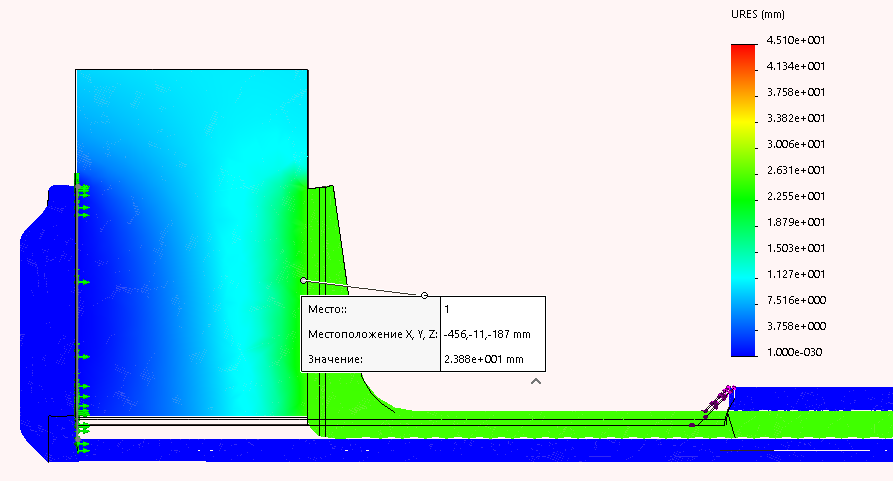 URES (mm)
4.510e+001
4.134e+001
3.758e+001
3.382e+001
3.006e+001
2.631e+001
2.255e+001
1.879e+001
1.503e+001
1.127e+001
7.516e+000
3.758e+000
1.000e-030
Место:: 1
Местоположение X, Y, Z: -456,-11,-187 mm
Значение: 2.388e+001 mm